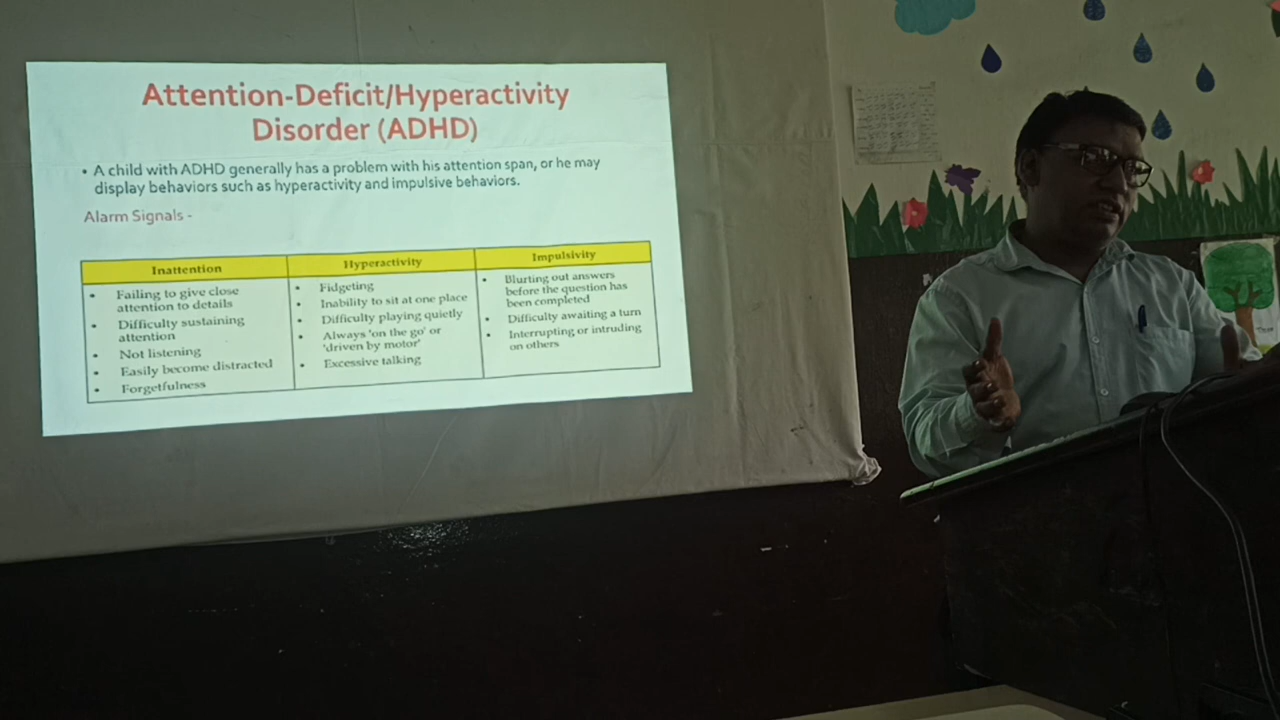 Attention-Deficit/Hyperactivity
Disorder (ADHD)
• A child with ADHD generally has a problem with his attention span, or he may
display behaviors such as hyperactivity and impulsive behaviors.
Alarm Signals -
Inattention
• Failing to give close
attention to details
• Difficulty sustaining
attention
• Not listening
• Easily become distracted
• Forgetfulness
Hyperactivity
• Fidgeting
• Inability to sit at one place
• Difficulty playing quietly
• Always 'on the go' or
'driven by motor'
• Excessive talking
Impulsivity
• Blurting out answers
before the question has
been completed
• Difficulty awaiting a turn
• Interrupting or intruding
on others